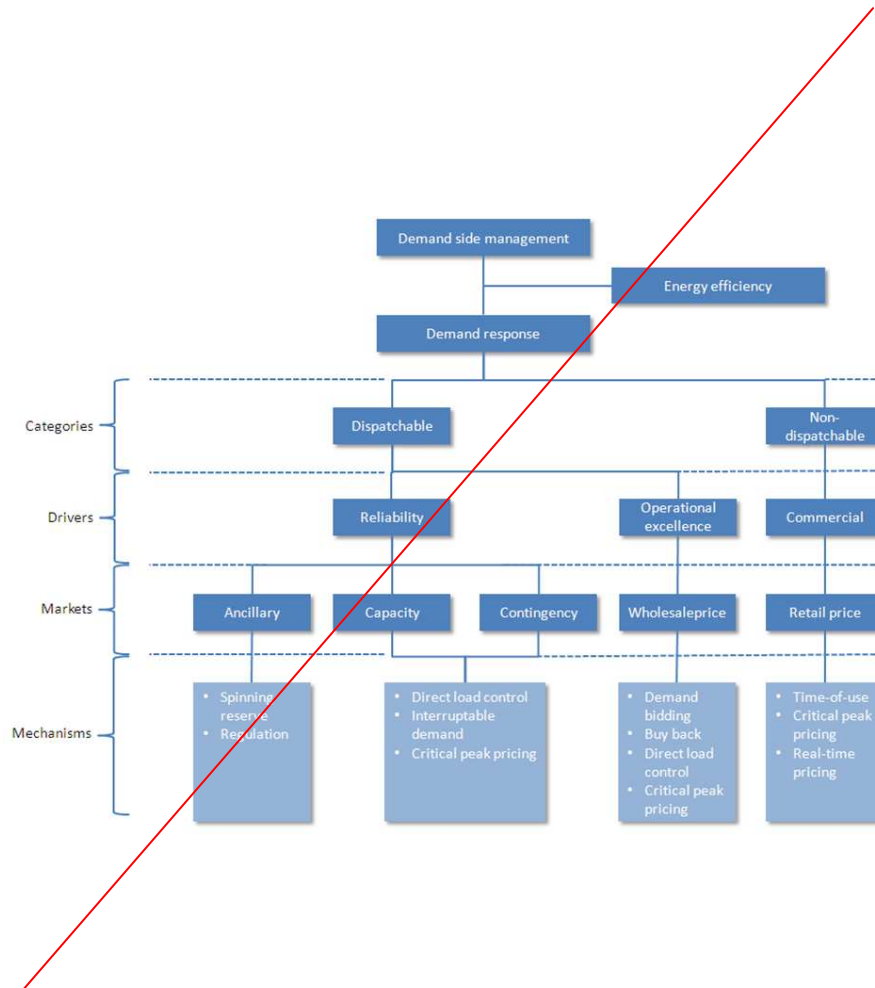 Demand side management
Energy efficiency
Demand response
Categories
Dispatchable
Non-
dispatchable
Drivers
Reliability
Operational
excellence
Commercial
Markets
Ancillary
Capacity
Contingency
Wholesaleprice
Retail price
Mechanisms
• Spinning
reserve
• Regulation
• Direct load control
• Interruptable
demand
• Critical peak pricing
• Demand
bidding
• Buy back
• Direct load
control
• Critical peak
pricing
• Time-of-use
• Critical peak
pricing
• Real-time
pricing